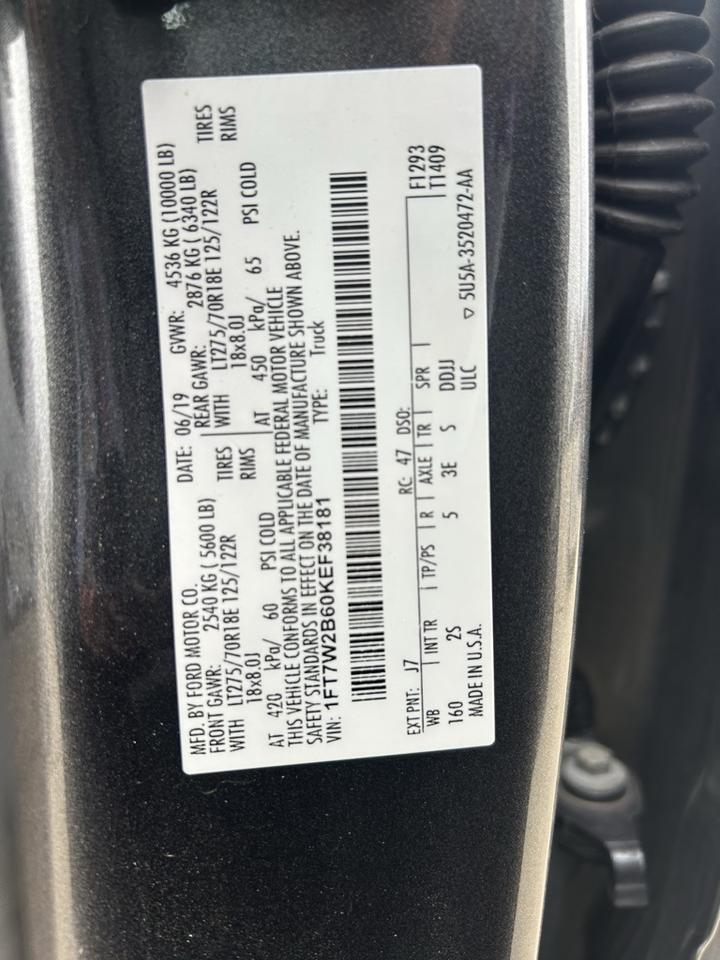 MFD. BY FORD MOTOR CO.
DATE: 06/19 GVWR: 4536 KG (10000 LB)
FRONT GAWR: 2540 KG ( 5600 LB) REAR GAWR: 2876 KG ( 6340 LB)
WITH LT275/70R18E 125/122R TIRES WITH LT275/70R18E 125/122R TIRES
18x8.0J RIMS 18x8.0J RIMS
AT 420 kPa/ 60 PSI COLD AT 450 kPa/ 65 PSI COLD
THIS VEHICLE CONFORMS TO ALL APPLICABLE FEDERAL MOTOR VEHICLE
SAFETY STANDARDS IN EFFECT ON THE DATE OF MANUFACTURE SHOWN ABOVE.
VIN: 1FT7W2B60KEF38181 TYPE: Truck
F1293
EXT PNT: J7 RC: 47 DSO: T1409
WB | INT TR | TP/PS | R | AXLE | TR | SPR |
160 2S 5 3E S DDJJ
MADE IN U.S.A. ULC
▽ 5U5A-3520472-AA